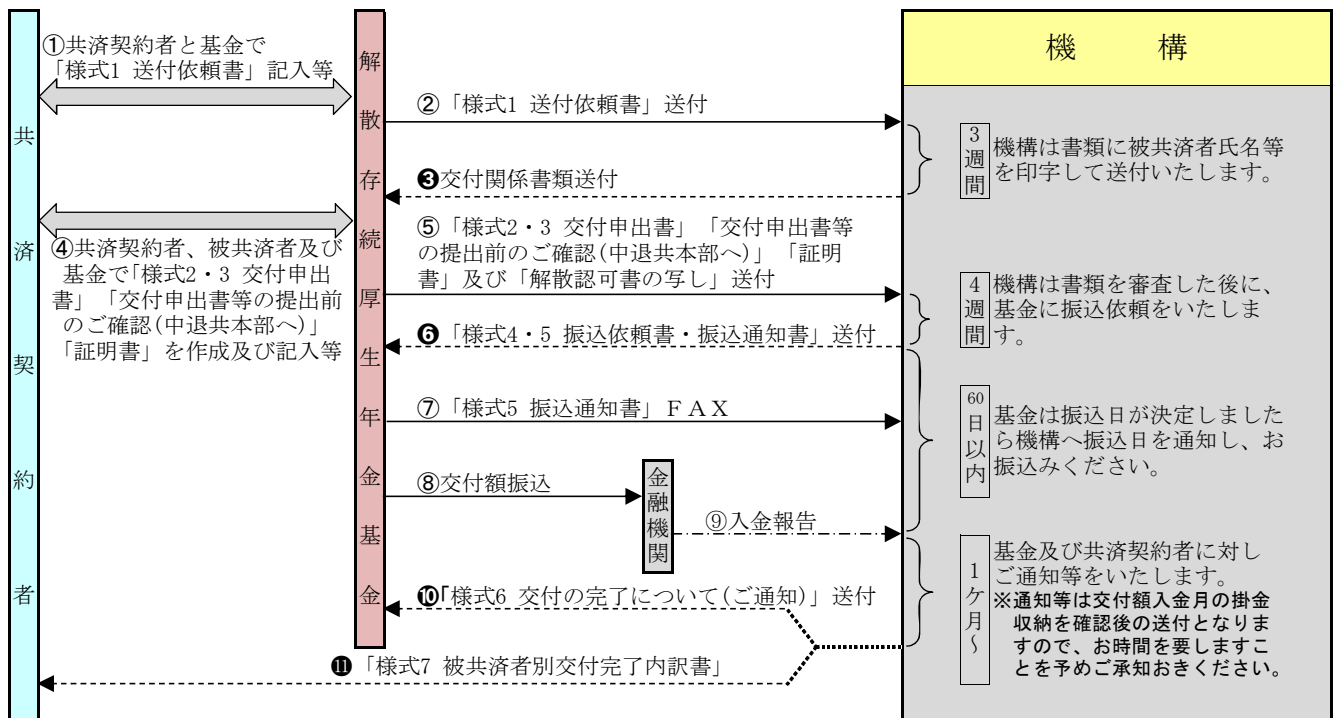 共済契約者
①共済契約者と基金で
「様式1 送付依頼書」記入等
解散存続厚生年金基金
機　　構
②「様式1 送付依頼書」送付
3週間
機構は書類に被共済者氏名等
を印字して送付いたします。
❸交付関係書類送付
④共済契約者、被共済者及び
基金で「様式2・3 交付申出
書」「交付申出書等の提出前
のご確認(中退共本部へ)」
「証明書」を作成及び記入等
⑤「様式2・3 交付申出書」「交付申出書等
の提出前のご確認(中退共本部へ)」「証明
書」及び「解散認可書の写し」送付
4週間
機構は書類を審査した後に、
基金に振込依頼をいたしま
す。
❻「様式4・5 振込依頼書・振込通知書」送付
⑦「様式5 振込通知書」ＦＡＸ
60日以内
基金は振込日が決定しました
ら機構へ振込日を通知し、お
振込みください。
⑧交付額振込
金融機関
⑨入金報告
1ケ月～
基金及び共済契約者に対し
ご通知等をいたします。
※通知等は交付額入金月の掛金
収納を確認後の送付となりま
すので、お時間を要しますこ
とを予めご承知おきください。
❿「様式6 交付の完了について(ご通知)」送付
⓫「様式7 被共済者別交付完了内訳書」